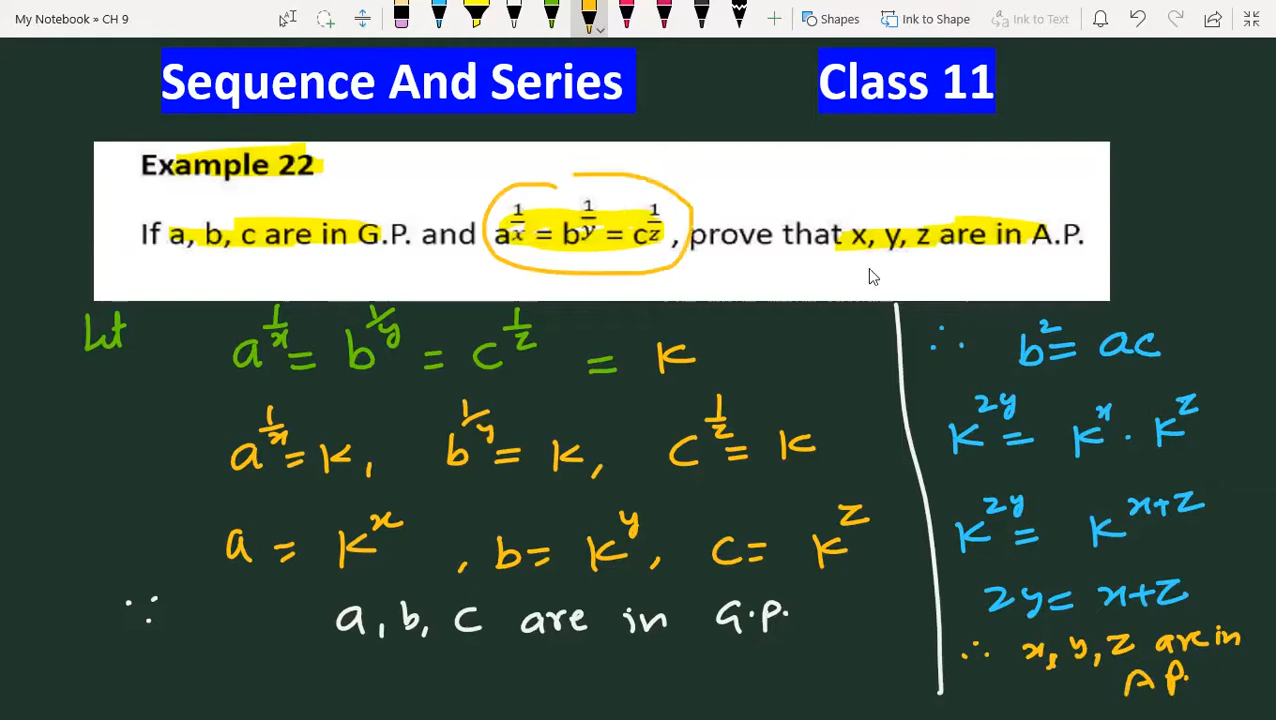 My Notebook » CH 9
Shapes Ink to Shape Ink to Text
Sequence And Series Class 11
Example 22
If a, b, c are in G.P. and a^(1/x) = b^(1/y) = c^(1/z) , prove that x, y, z are in A.P.
Let a^(1/x) = b^(1/y) = c^(1/z) = K
a^(1/x) = K, b^(1/y) = K, c^(1/z) = K
a = K^x , b = K^y, c = K^z
∵ a, b, c are in G.P.
∴ b² = ac
K^(2y) = K^x . K^z
K^(2y) = K^(x+z)
2y = x+z
∴ x, y, z are in
A P.